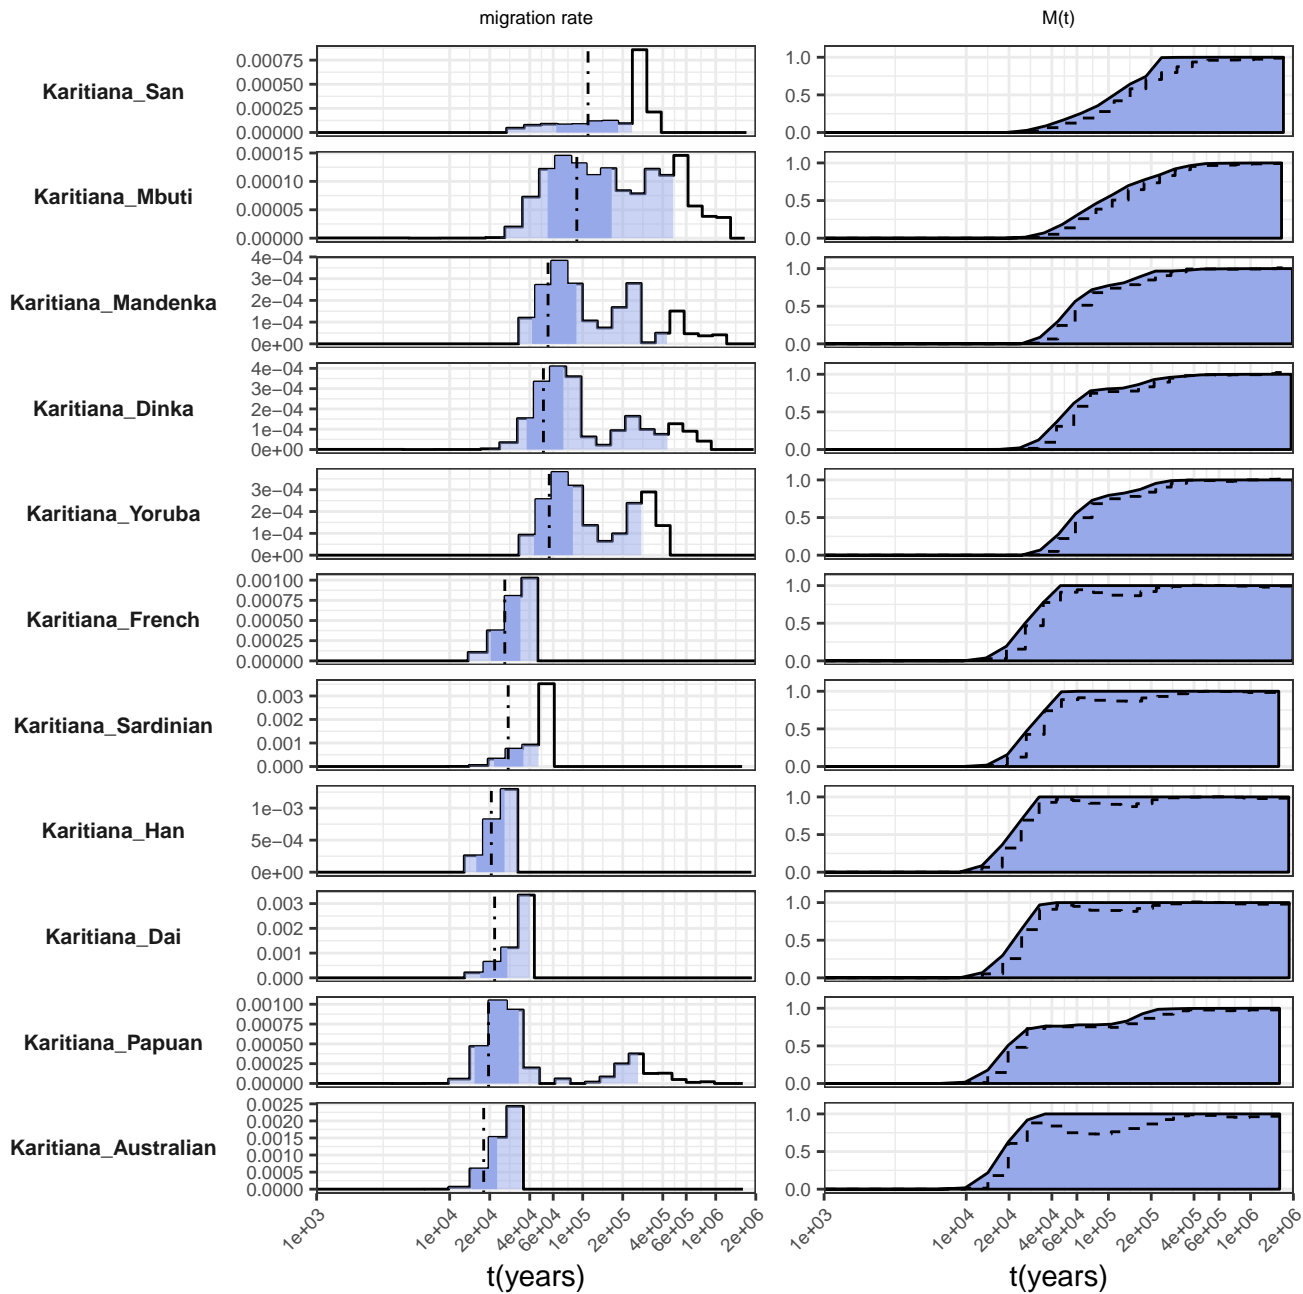 migration rate M(t)
Karitiana_San
0.00075
0.00050
0.00025
0.00000
1.0
0.5
0.0
Karitiana_Mbuti
0.00015
0.00010
0.00005
0.00000
1.0
0.5
0.0
Karitiana_Mandenka
4e−04
3e−04
2e−04
1e−04
0e+00
1.0
0.5
0.0
Karitiana_Dinka
4e−04
3e−04
2e−04
1e−04
0e+00
1.0
0.5
0.0
Karitiana_Yoruba
3e−04
2e−04
1e−04
0e+00
1.0
0.5
0.0
Karitiana_French
0.00100
0.00075
0.00050
0.00025
0.00000
1.0
0.5
0.0
Karitiana_Sardinian
0.003
0.002
0.001
0.000
1.0
0.5
0.0
Karitiana_Han
1e−03
5e−04
0e+00
1.0
0.5
0.0
Karitiana_Dai
0.003
0.002
0.001
0.000
1.0
0.5
0.0
Karitiana_Papuan
0.00100
0.00075
0.00050
0.00025
0.00000
1.0
0.5
0.0
Karitiana_Australian
0.0025
0.0020
0.0015
0.0010
0.0005
0.0000
1.0
0.5
0.0
1e+03 1e+04 2e+04 4e+04 6e+04 1e+05 2e+05 4e+05 6e+05 1e+06 2e+06
1e+03 1e+04 2e+04 4e+04 6e+04 1e+05 2e+05 4e+05 6e+05 1e+06 2e+06
t(years) t(years)